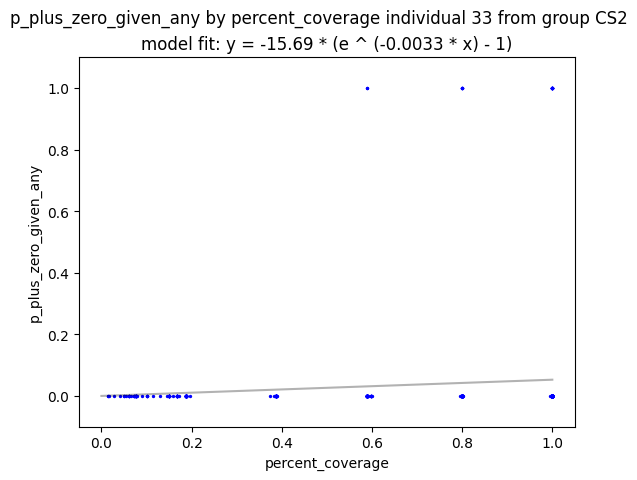 p_plus_zero_given_any by percent_coverage individual 33 from group CS2
model fit: y = -15.69 * (e ^ (-0.0033 * x) - 1)
1.0
0.8
0.6
0.4
0.2
0.0
p_plus_zero_given_any
0.0 0.2 0.4 0.6 0.8 1.0
percent_coverage